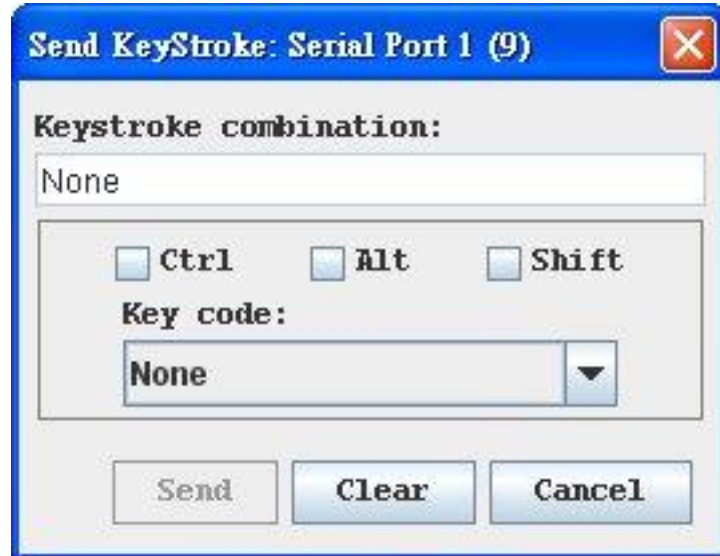 Send KeyStroke: Serial Port 1 (9)
Keystroke combination:
None
Ctrl Alt Shift
Key code:
None
Send Clear Cancel